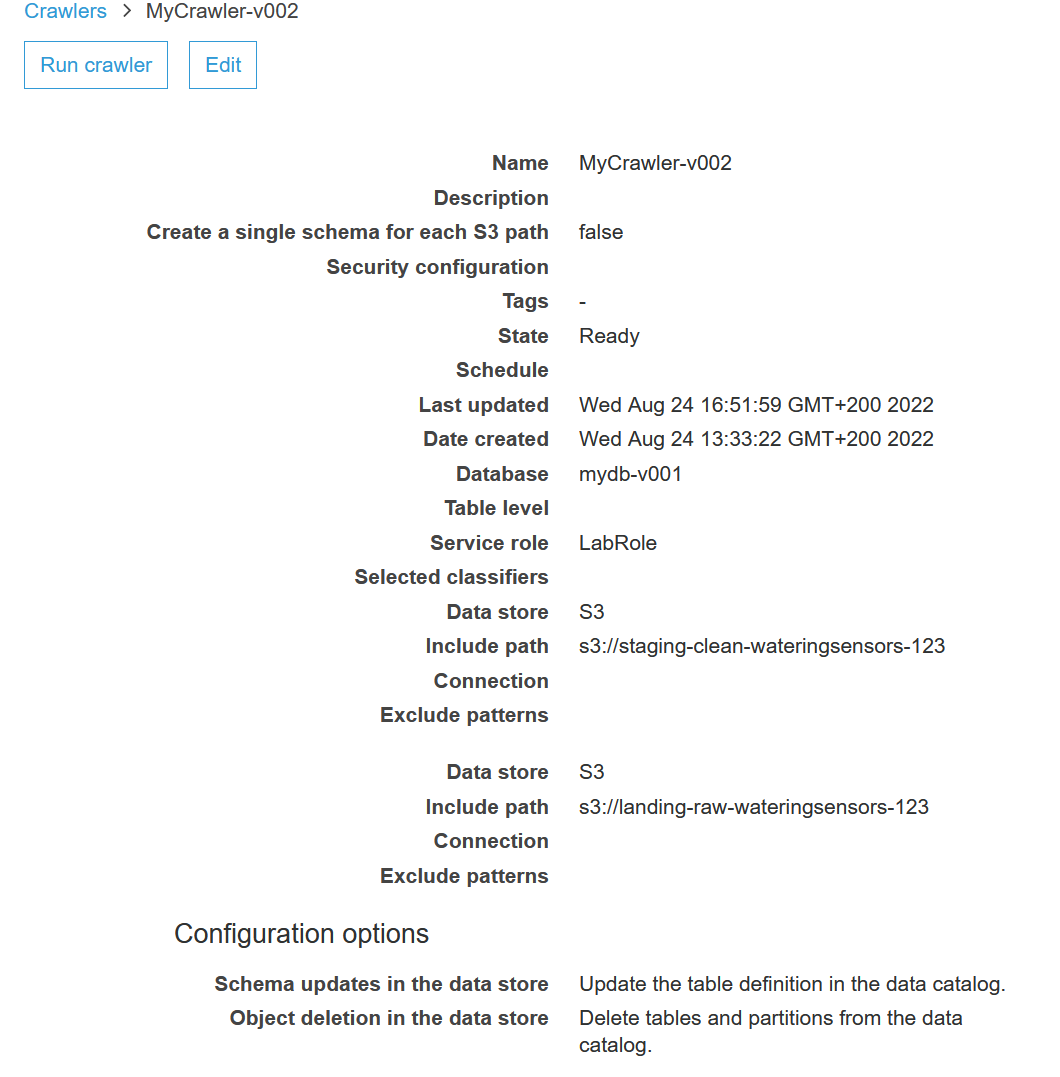 Crawlers > MyCrawler-v002
Run crawler Edit
Name MyCrawler-v002
Description
Create a single schema for each S3 path false
Security configuration
Tags -
State Ready
Schedule
Last updated Wed Aug 24 16:51:59 GMT+200 2022
Date created Wed Aug 24 13:33:22 GMT+200 2022
Database mydb-v001
Table level
Service role LabRole
Selected classifiers
Data store S3
Include path s3://staging-clean-wateringsensors-123
Connection
Exclude patterns
Data store S3
Include path s3://landing-raw-wateringsensors-123
Connection
Exclude patterns
Configuration options
Schema updates in the data store Update the table definition in the data catalog.
Object deletion in the data store Delete tables and partitions from the data
catalog.